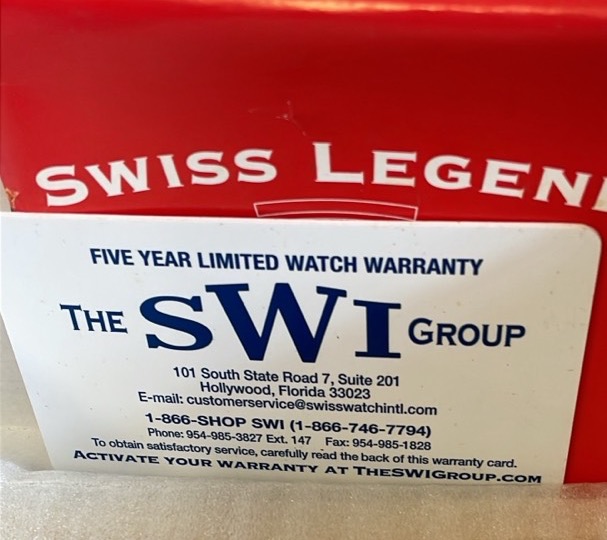 SWISS LEGEN
FIVE YEAR LIMITED WATCH WARRANTY
THE SWI GROUP
101 South State Road 7, Suite 201
Hollywood, Florida 33023
E-mail: customerservice@swisswatchintl.com
1-866-SHOP SWI (1-866-746-7794)
Phone: 954-985-3827 Ext. 147 Fax: 954-985-1828
To obtain satisfactory service, carefully read the back of this warranty card.
ACTIVATE YOUR WARRANTY AT THESWIGROUP.COM